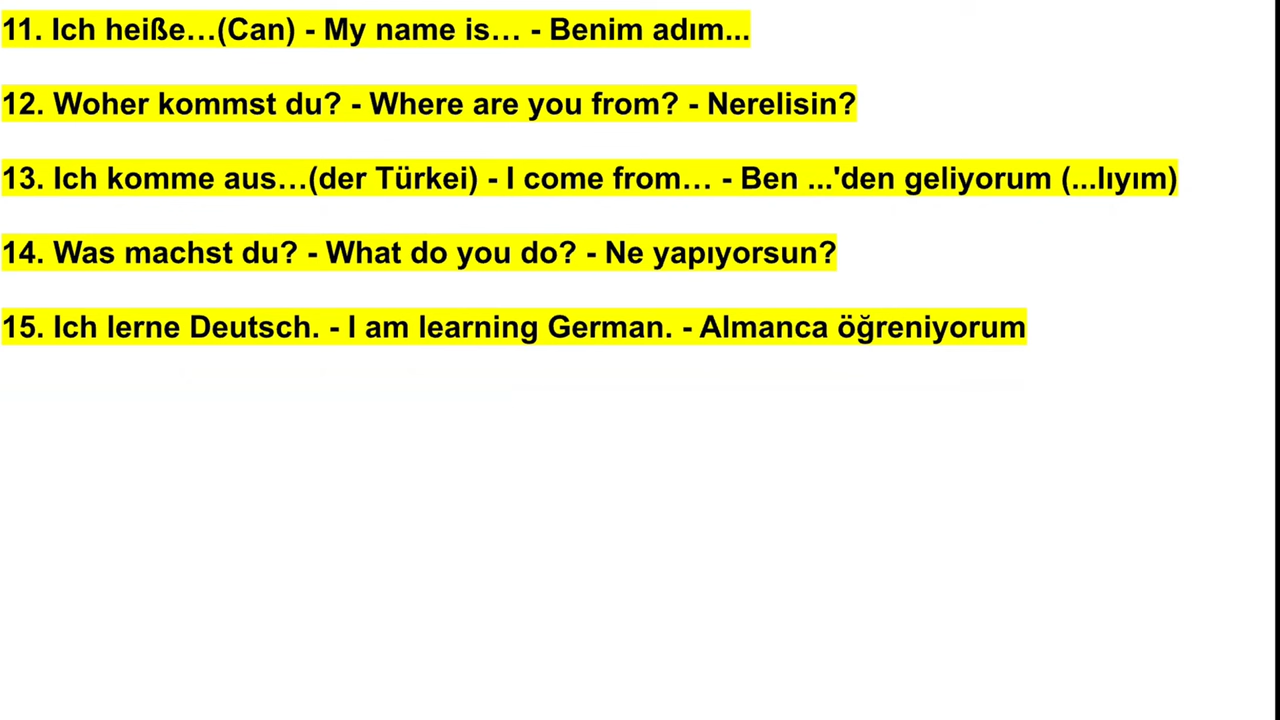 11. Ich heiße…(Can) - My name is… - Benim adım...
12. Woher kommst du? - Where are you from? - Nerelisin?
13. Ich komme aus…(der Türkei) - I come from… - Ben ...'den geliyorum (...lıyım)
14. Was machst du? - What do you do? - Ne yapıyorsun?
15. Ich lerne Deutsch. - I am learning German. - Almanca öğreniyorum